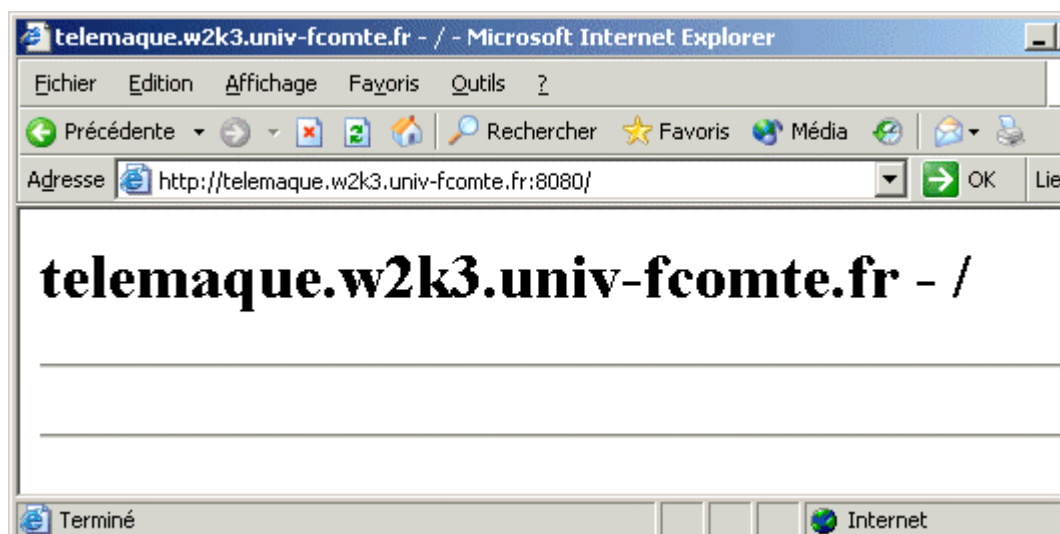 telemaque.w2k3.univ-fcomte.fr - / - Microsoft Internet Explorer
Fichier Edition Affichage Favoris Outils ?
Précédente Rechercher Favoris Média
Adresse http://telemaque.w2k3.univ-fcomte.fr:8080/ OK Lie
telemaque.w2k3.univ-fcomte.fr - /
Terminé Internet